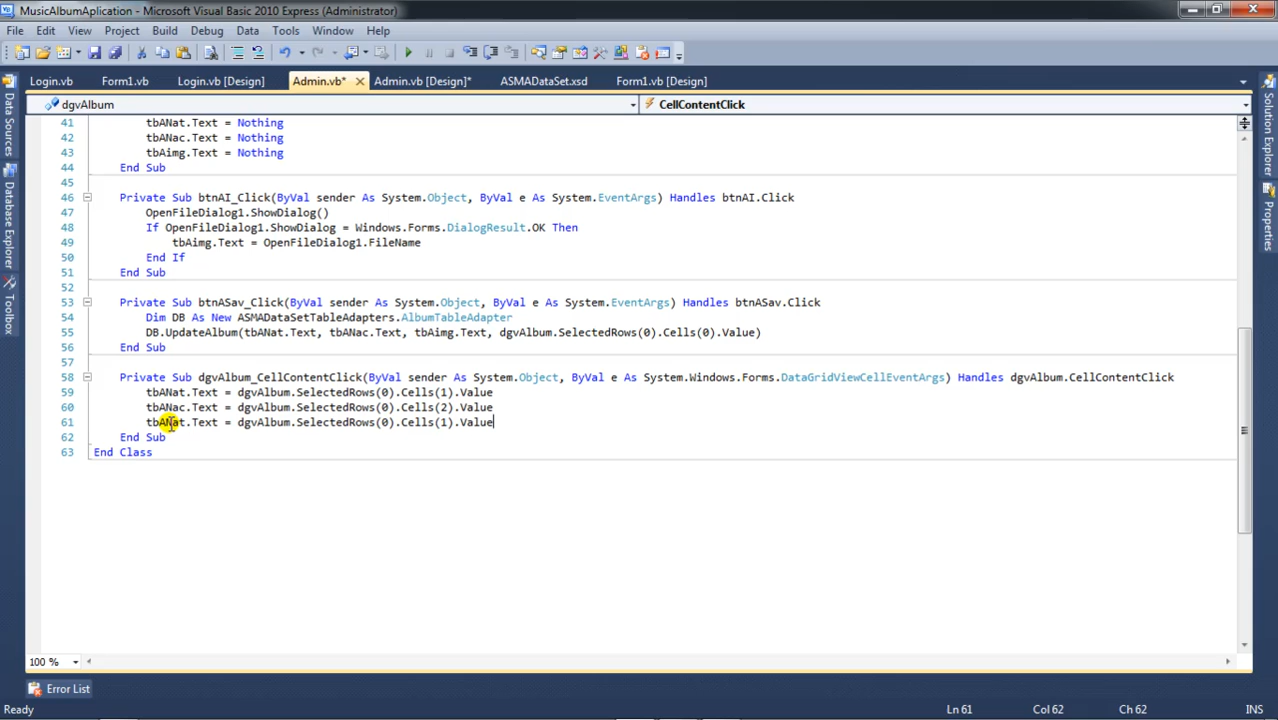 MusicAlbumAplication - Microsoft Visual Basic 2010 Express (Administrator)
File Edit View Project Build Debug Data Tools Window Help
Login.vb Form1.vb Login.vb [Design] Admin.vb* Admin.vb [Design]* ASMADataSet.xsd Form1.vb [Design]
dgvAlbum CellContentClick
41 tbANat.Text = Nothing
42 tbANac.Text = Nothing
43 tbAimg.Text = Nothing
44 End Sub
45
46 Private Sub btnAI_Click(ByVal sender As System.Object, ByVal e As System.EventArgs) Handles btnAI.Click
47 OpenFileDialog1.ShowDialog()
48 If OpenFileDialog1.ShowDialog = Windows.Forms.DialogResult.OK Then
49 tbAimg.Text = OpenFileDialog1.FileName
50 End If
51 End Sub
52
53 Private Sub btnASav_Click(ByVal sender As System.Object, ByVal e As System.EventArgs) Handles btnASav.Click
54 Dim DB As New ASMADataSetTableAdapters.AlbumTableAdapter
55 DB.UpdateAlbum(tbANat.Text, tbANac.Text, tbAimg.Text, dgvAlbum.SelectedRows(0).Cells(0).Value)
56 End Sub
57
58 Private Sub dgvAlbum_CellContentClick(ByVal sender As System.Object, ByVal e As System.Windows.Forms.DataGridViewCellEventArgs) Handles dgvAlbum.CellContentClick
59 tbANat.Text = dgvAlbum.SelectedRows(0).Cells(1).Value
60 tbANac.Text = dgvAlbum.SelectedRows(0).Cells(2).Value
61 tbANat.Text = dgvAlbum.SelectedRows(0).Cells(1).Value
62 End Sub
63 End Class
Data Sources
Database Explorer
Toolbox
Solution Explorer
Properties
100 %
Error List
Ready Ln 61 Col 62 Ch 62 INS